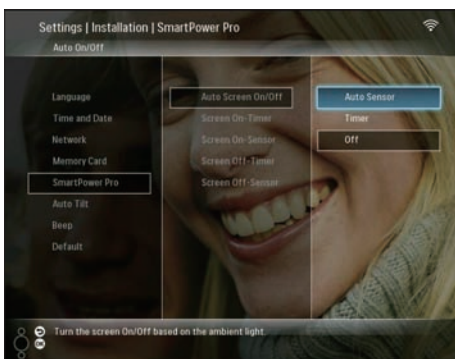 Settings | Installation | SmartPower Pro
Auto On/Off
Language
Time and Date
Network
Memory Card
SmartPower Pro
Auto Tilt
Beep
Default
Auto Screen On/Off
Screen On-Timer
Screen On-Sensor
Screen Off-Timer
Screen Off-Sensor
Auto Sensor
Timer
Off
OK
Turn the screen On/Off based on the ambient light.